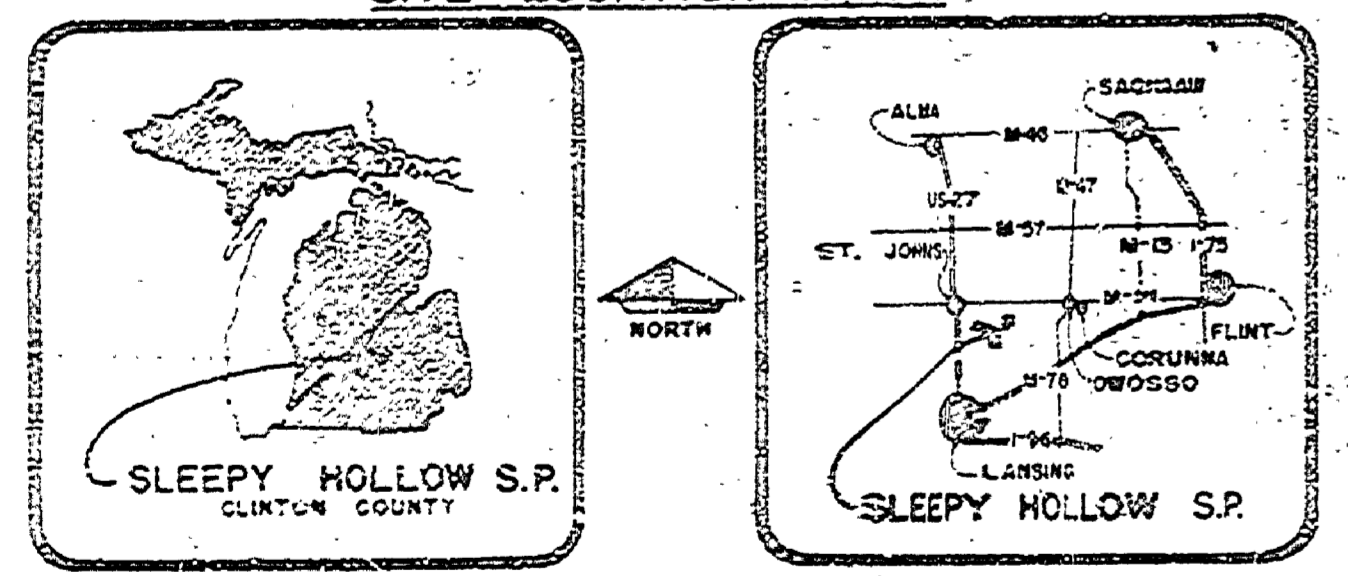 SLEEPY HOLLOW S.P.
CLINTON COUNTY
NORTH
SAGINAW
ALMA
M-46
US-27
M-47
M-57
ST. JOHNS
M-13
I-75
FLINT
CORUNNA
OWOSSO
M-78
I-96
LANSING
SLEEPY HOLLOW S.P.